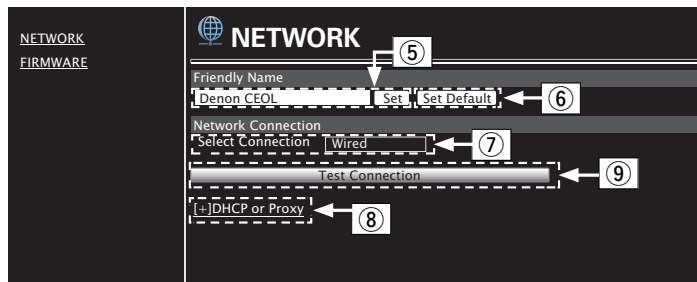 NETWORK
FIRMWARE
NETWORK
⑤
Friendly Name
Denon CEOL Set Set Default ⑥
Network Connection
Select Connection Wired ⑦
Test Connection ⑨
[+]DHCP or Proxy ⑧